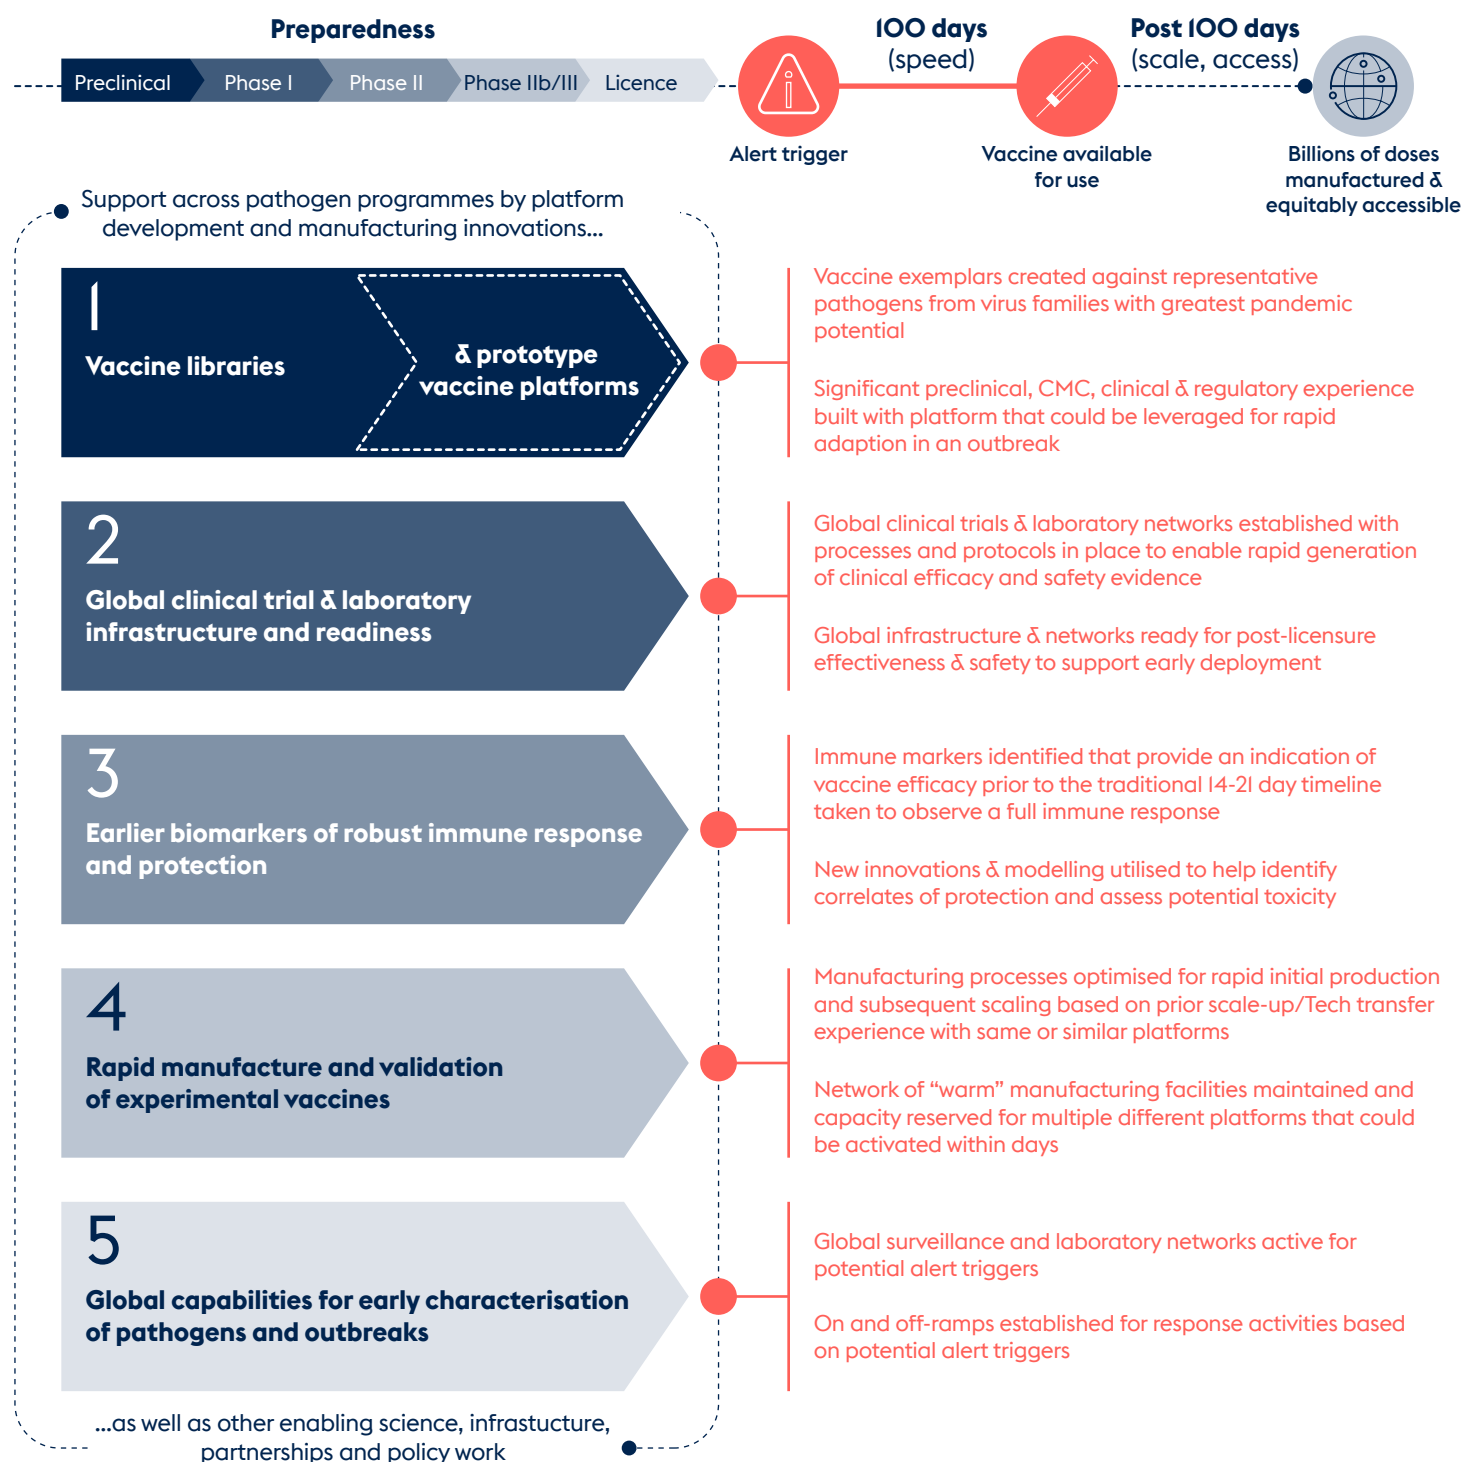 Preparedness
Preclinical
Phase I
Phase II
Phase IIb/III
Licence
100 days
(speed)
Post 100 days
(scale, access)
Alert trigger
Vaccine available
for use
Billions of doses
manufactured &
equitably accessible
Support across pathogen programmes by platform
development and manufacturing innovations...
1
Vaccine libraries
& prototype
vaccine platforms
Vaccine exemplars created against representative
pathogens from virus families with greatest pandemic
potential
Significant preclinical, CMC, clinical & regulatory experience
built with platform that could be leveraged for rapid
adaption in an outbreak
2
Global clinical trial & laboratory
infrastructure and readiness
Global clinical trials & laboratory networks established with
processes and protocols in place to enable rapid generation
of clinical efficacy and safety evidence
Global infrastructure & networks ready for post-licensure
effectiveness & safety to support early deployment
3
Earlier biomarkers of robust immune response
and protection
Immune markers identified that provide an indication of
vaccine efficacy prior to the traditional 14-21 day timeline
taken to observe a full immune response
New innovations & modelling utilised to help identify
correlates of protection and assess potential toxicity
4
Rapid manufacture and validation
of experimental vaccines
Manufacturing processes optimised for rapid initial production
and subsequent scaling based on prior scale-up/Tech transfer
experience with same or similar platforms
Network of “warm” manufacturing facilities maintained and
capacity reserved for multiple different platforms that could
be activated within days
5
Global capabilities for early characterisation
of pathogens and outbreaks
Global surveillance and laboratory networks active for
potential alert triggers
On and off-ramps established for response activities based
on potential alert triggers
...as well as other enabling science, infrastucture,
partnerships and policy work